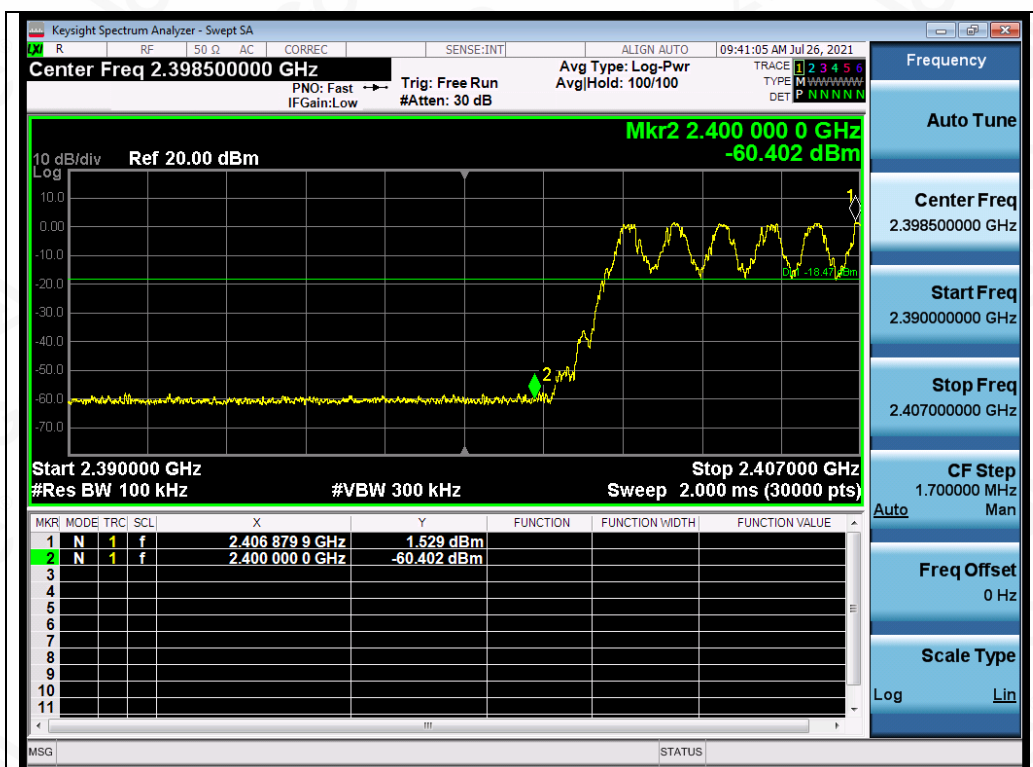 Keysight Spectrum Analyzer - Swept SA
LXI R RF 50 Ω AC CORREC SENSE:INT ALIGN AUTO 09:41:05 AM Jul 26, 2021
Center Freq 2.398500000 GHz
PNO: Fast
IFGain:Low
Trig: Free Run
#Atten: 30 dB
Avg Type: Log-Pwr
Avg|Hold: 100/100
TRACE 1 2 3 4 5 6
TYPE M WWWWW
DET P N N N N N
Mkr2 2.400 000 0 GHz
-60.402 dBm
10 dB/div Ref 20.00 dBm
Log
10.0
0.00
-10.0
-20.0
-30.0
-40.0
-50.0
-60.0
-70.0
1
2
-18.47 dBm
Start 2.390000 GHz Stop 2.407000 GHz
#Res BW 100 kHz #VBW 300 kHz Sweep 2.000 ms (30000 pts)
MKR MODE TRC SCL X Y FUNCTION FUNCTION WIDTH FUNCTION VALUE
1 N 1 f 2.406 879 9 GHz 1.529 dBm
2 N 1 f 2.400 000 0 GHz -60.402 dBm
3
4
5
6
7
8
9
10
11
MSG STATUS
Frequency
Auto Tune
Center Freq
2.398500000 GHz
Start Freq
2.390000000 GHz
Stop Freq
2.407000000 GHz
CF Step
1.700000 MHz
Auto Man
Freq Offset
0 Hz
Scale Type
Log Lin